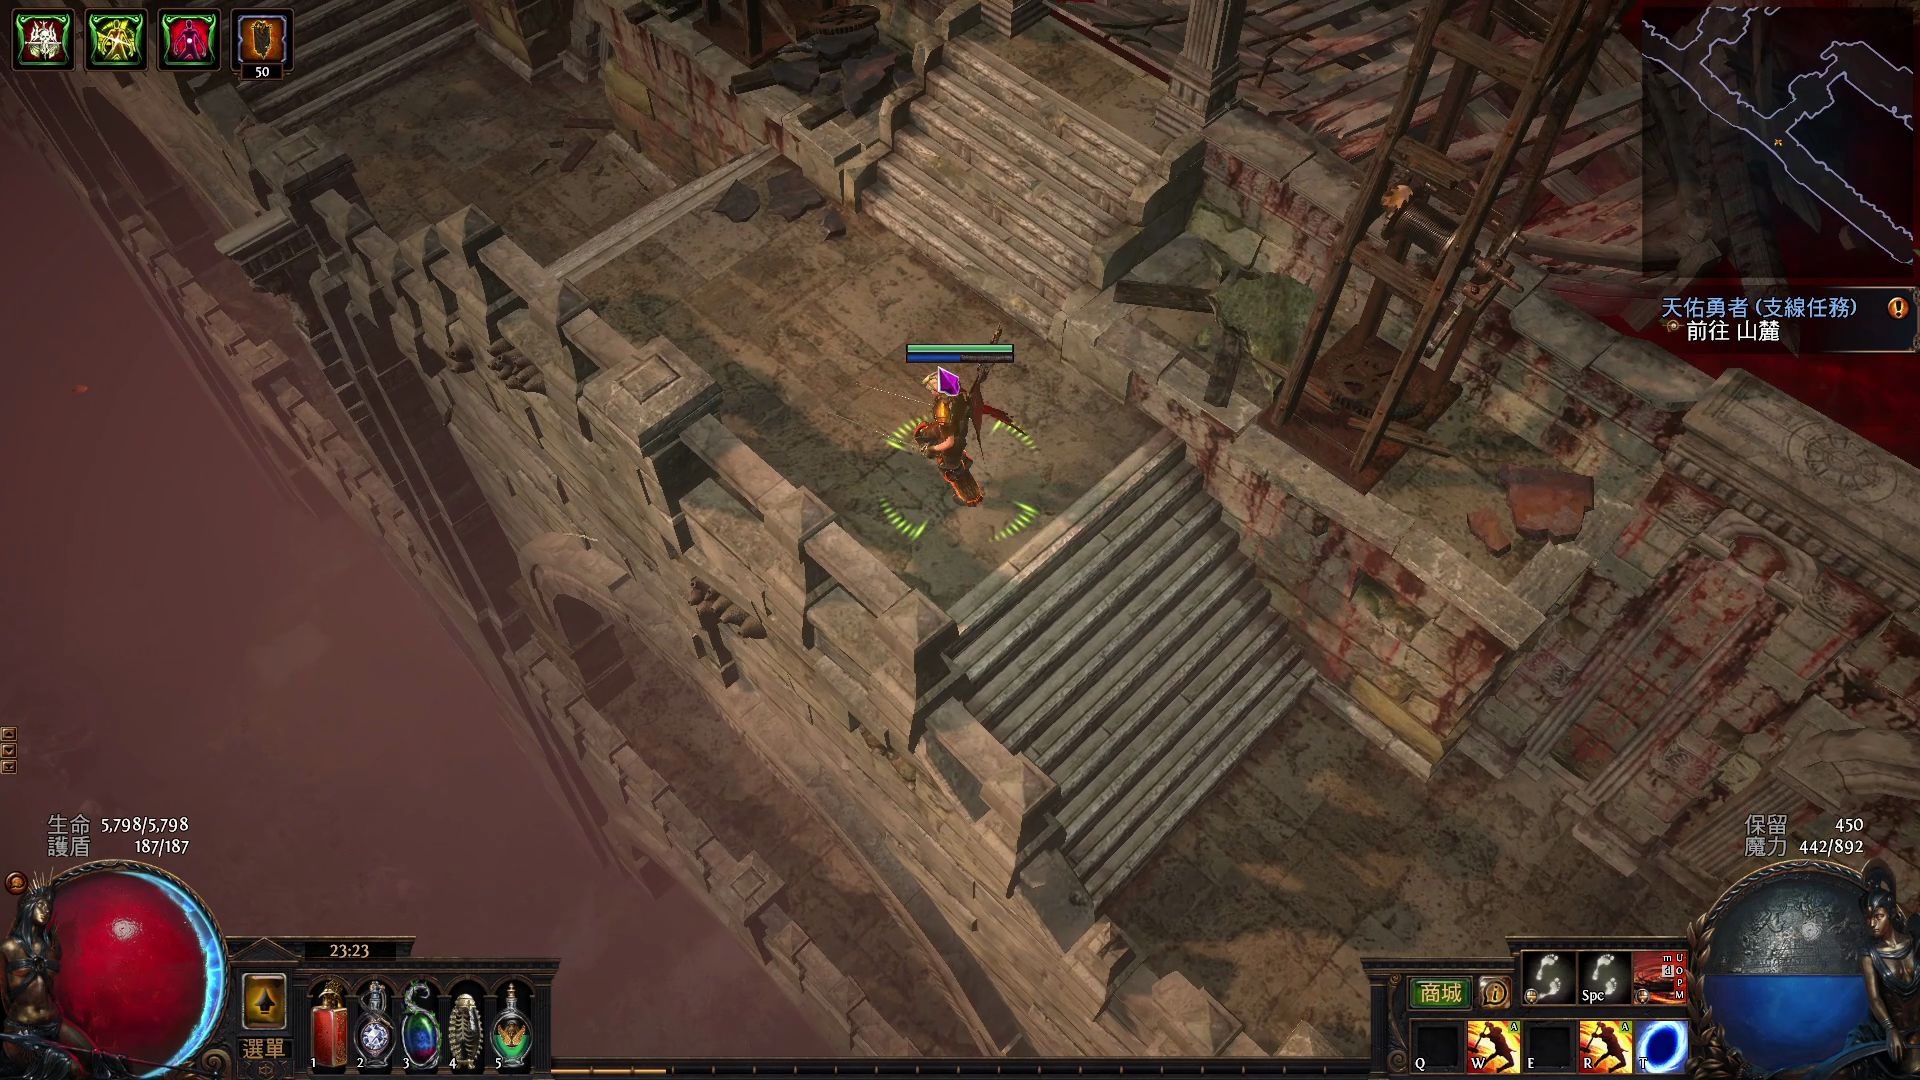 50
天佑勇者 (支線任務)
前往 山麓
生命 5,798/5,798
護盾 187/187
保留 450
魔力 442/892
23:23
選單
1
2
3
4
5
商城
Spc
m U
d O
P
M
Q
W A
E
R A
T